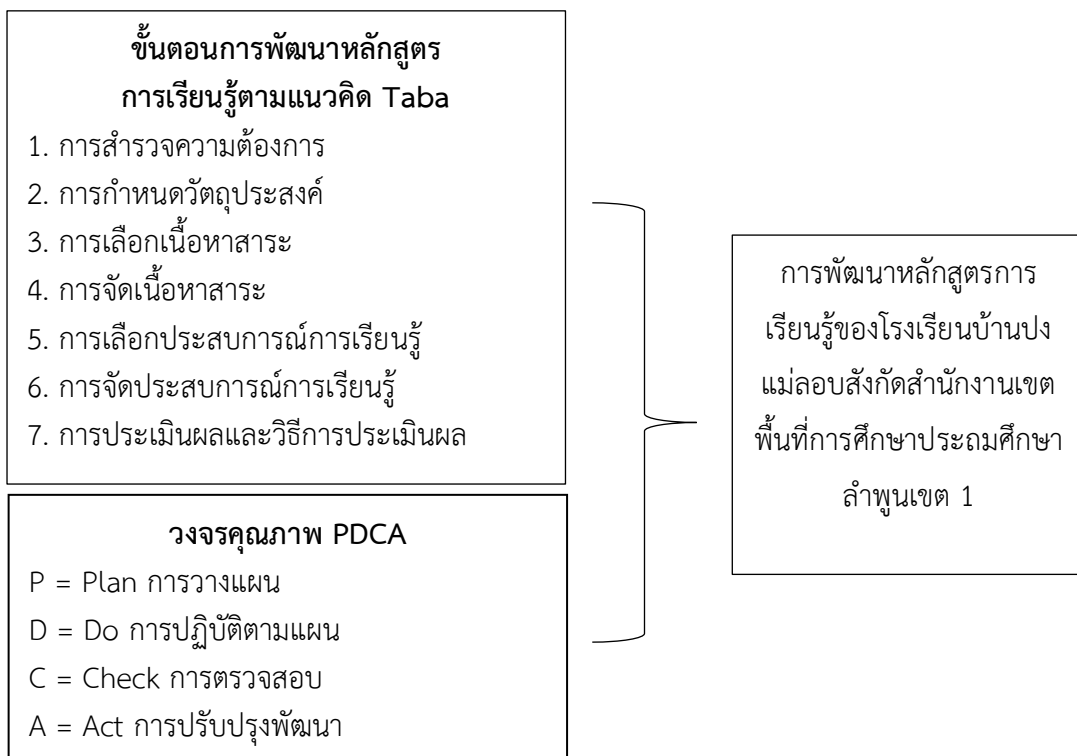 ขั้นตอนการพัฒนาหลักสูตร
การเรียนรู้ตามแนวคิด Taba
1. การสำรวจความต้องการ
2. การกำหนดวัตถุประสงค์
3. การเลือกเนื้อหาสาระ
4. การจัดเนื้อหาสาระ
5. การเลือกประสบการณ์การเรียนรู้
6. การจัดประสบการณ์การเรียนรู้
7. การประเมินผลและวิธีการประเมินผล
วงจรคุณภาพ PDCA
P = Plan การวางแผน
D = Do การปฏิบัติตามแผน
C = Check การตรวจสอบ
A = Act การปรับปรุงพัฒนา
การพัฒนาหลักสูตรการ
เรียนรู้ของโรงเรียนบ้านปง
แม่ลอบสังกัดสำนักงานเขต
พื้นที่การศึกษาประถมศึกษา
ลำพูนเขต 1